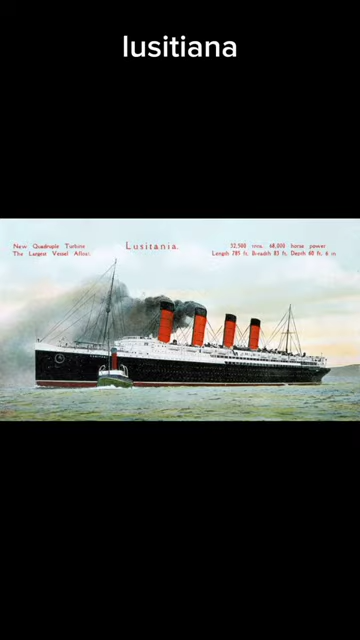 lusitiana
New Quadruple Turbine
The Largest Vessel Afloat.
Lusitania.
32,500 tons. 68,000 horse power
Length 785 ft. Breadth 83 ft. Depth 60 ft. 6 in